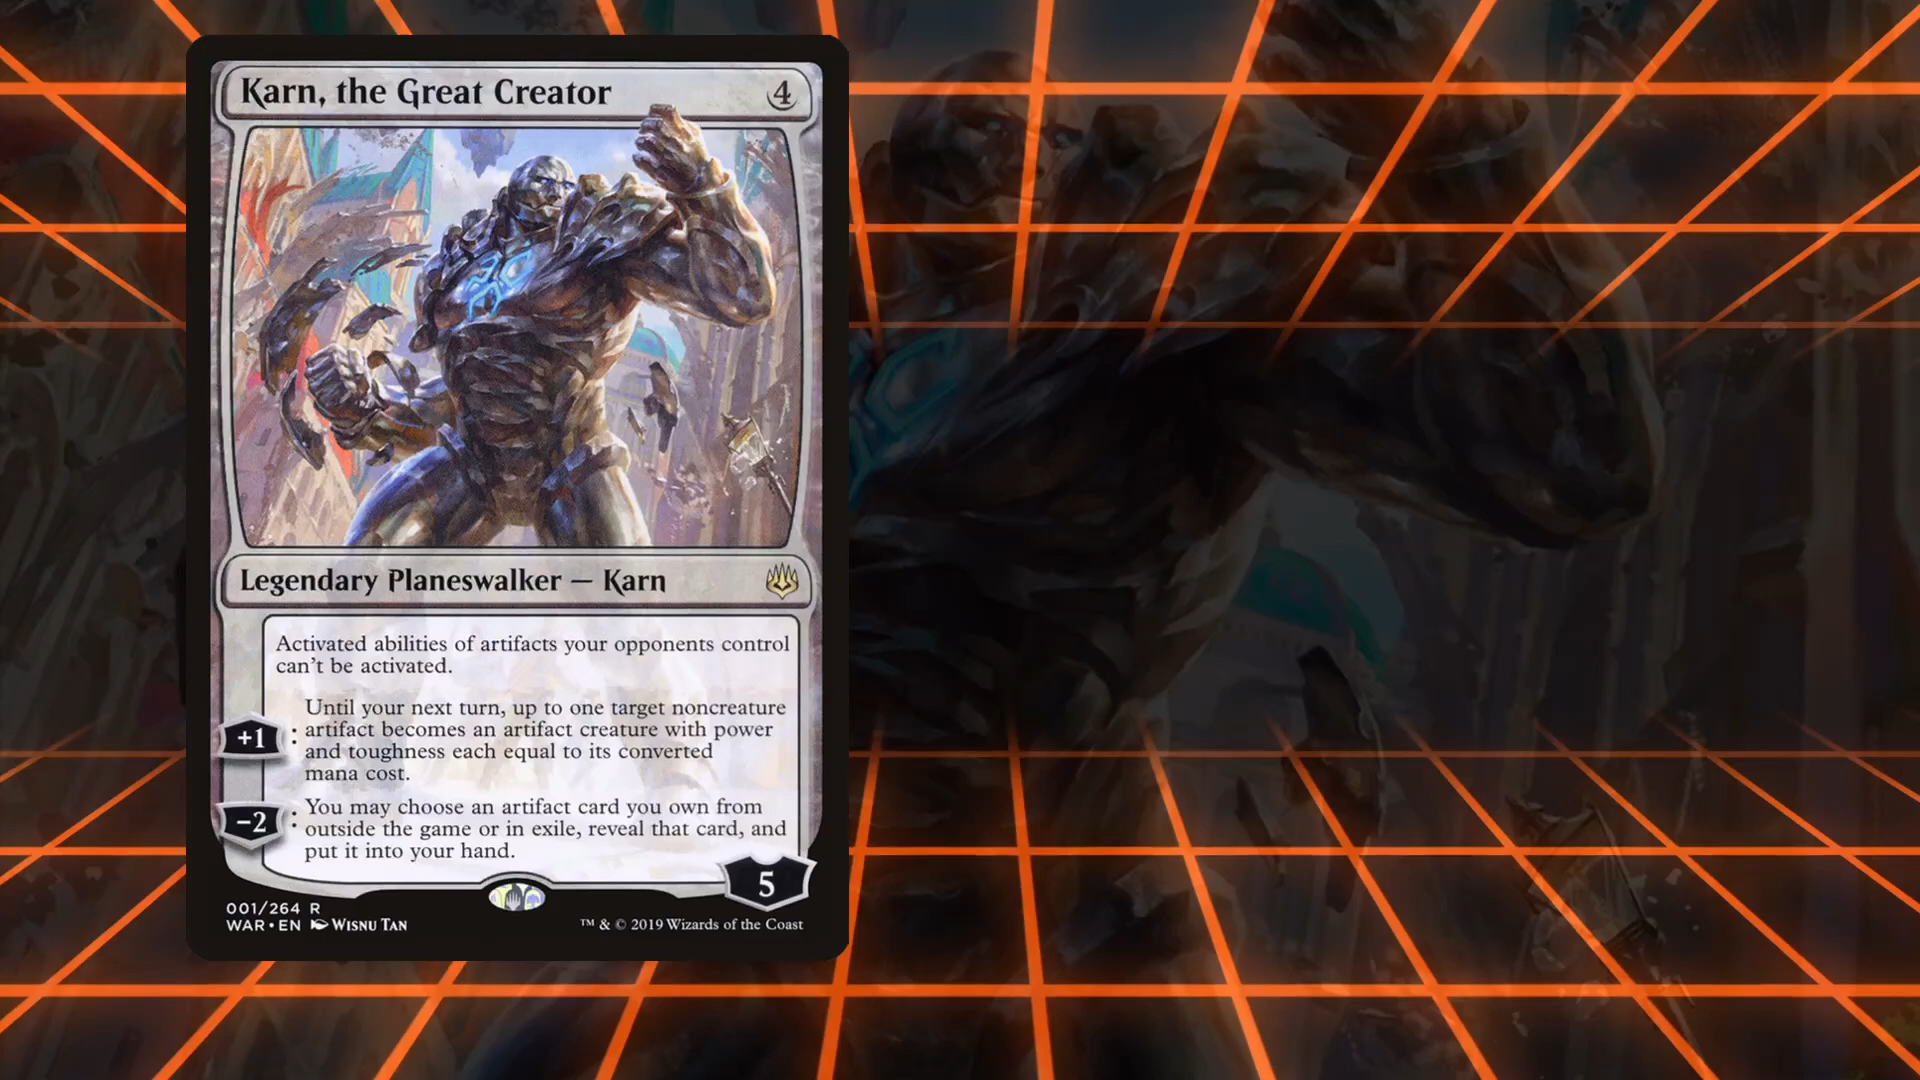 Karn, the Great Creator 4
Legendary Planeswalker — Karn
Activated abilities of artifacts your opponents control
can't be activated.
Until your next turn, up to one target noncreature
+1 : artifact becomes an artifact creature with power
and toughness each equal to its converted
mana cost.
−2 : You may choose an artifact card you own from
outside the game or in exile, reveal that card, and
put it into your hand.
5
001/264 R
WAR • EN Wisnu Tan
™ & © 2019 Wizards of the Coast